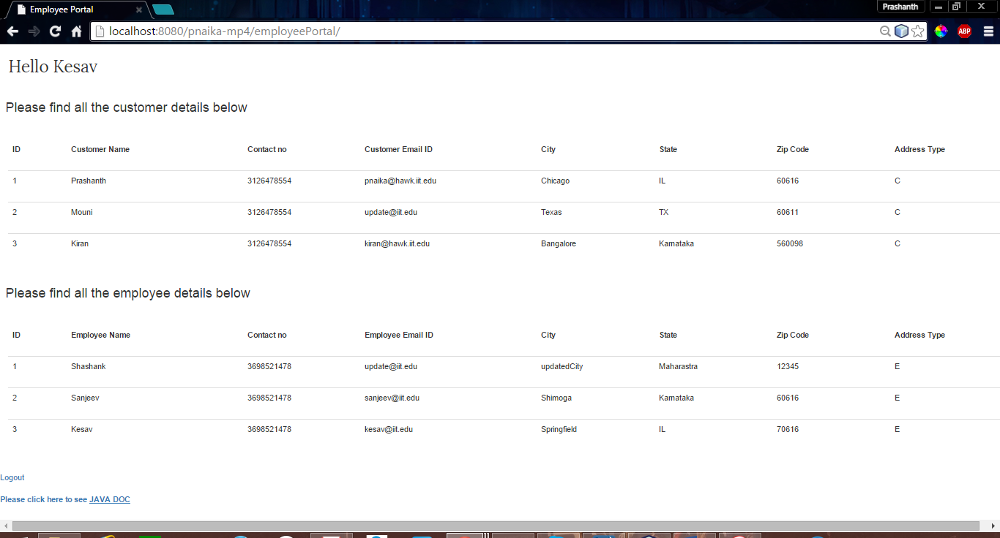 Employee Portal
Prashanth
localhost:8080/pnaika-mp4/employeePortal/
ABP
Hello Kesav
Please find all the customer details below
ID Customer Name Contact no Customer Email ID City State Zip Code Address Type
1 Prashanth 3126478554 pnaika@hawk.iit.edu Chicago IL 60616 C
2 Mouni 3126478554 update@iit.edu Texas TX 60611 C
3 Kiran 3126478554 kiran@hawk.iit.edu Bangalore Karnataka 560098 C
Please find all the employee details below
ID Employee Name Contact no Employee Email ID City State Zip Code Address Type
1 Shashank 3698521478 update@iit.edu updatedCity Maharastra 12345 E
2 Sanjeev 3698521478 sanjeev@iit.edu Shimoga Karnataka 60616 E
3 Kesav 3698521478 kesav@iit.edu Springfield IL 70616 E
Logout
Please click here to see JAVA DOC